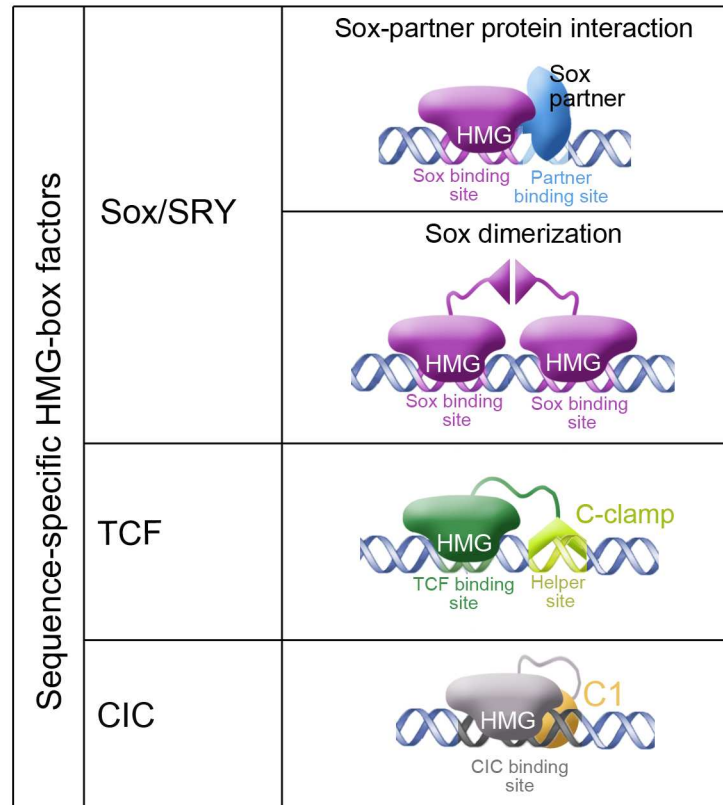 Sequence-specific HMG-box factors
Sox/SRY
Sox-partner protein interaction
Sox
partner
HMG
Sox binding
site
Partner
binding site
Sox dimerization
HMG
HMG
Sox binding
site
Sox binding
site
TCF
C-clamp
HMG
TCF binding
site
Helper
site
CIC
C1
HMG
CIC binding
site